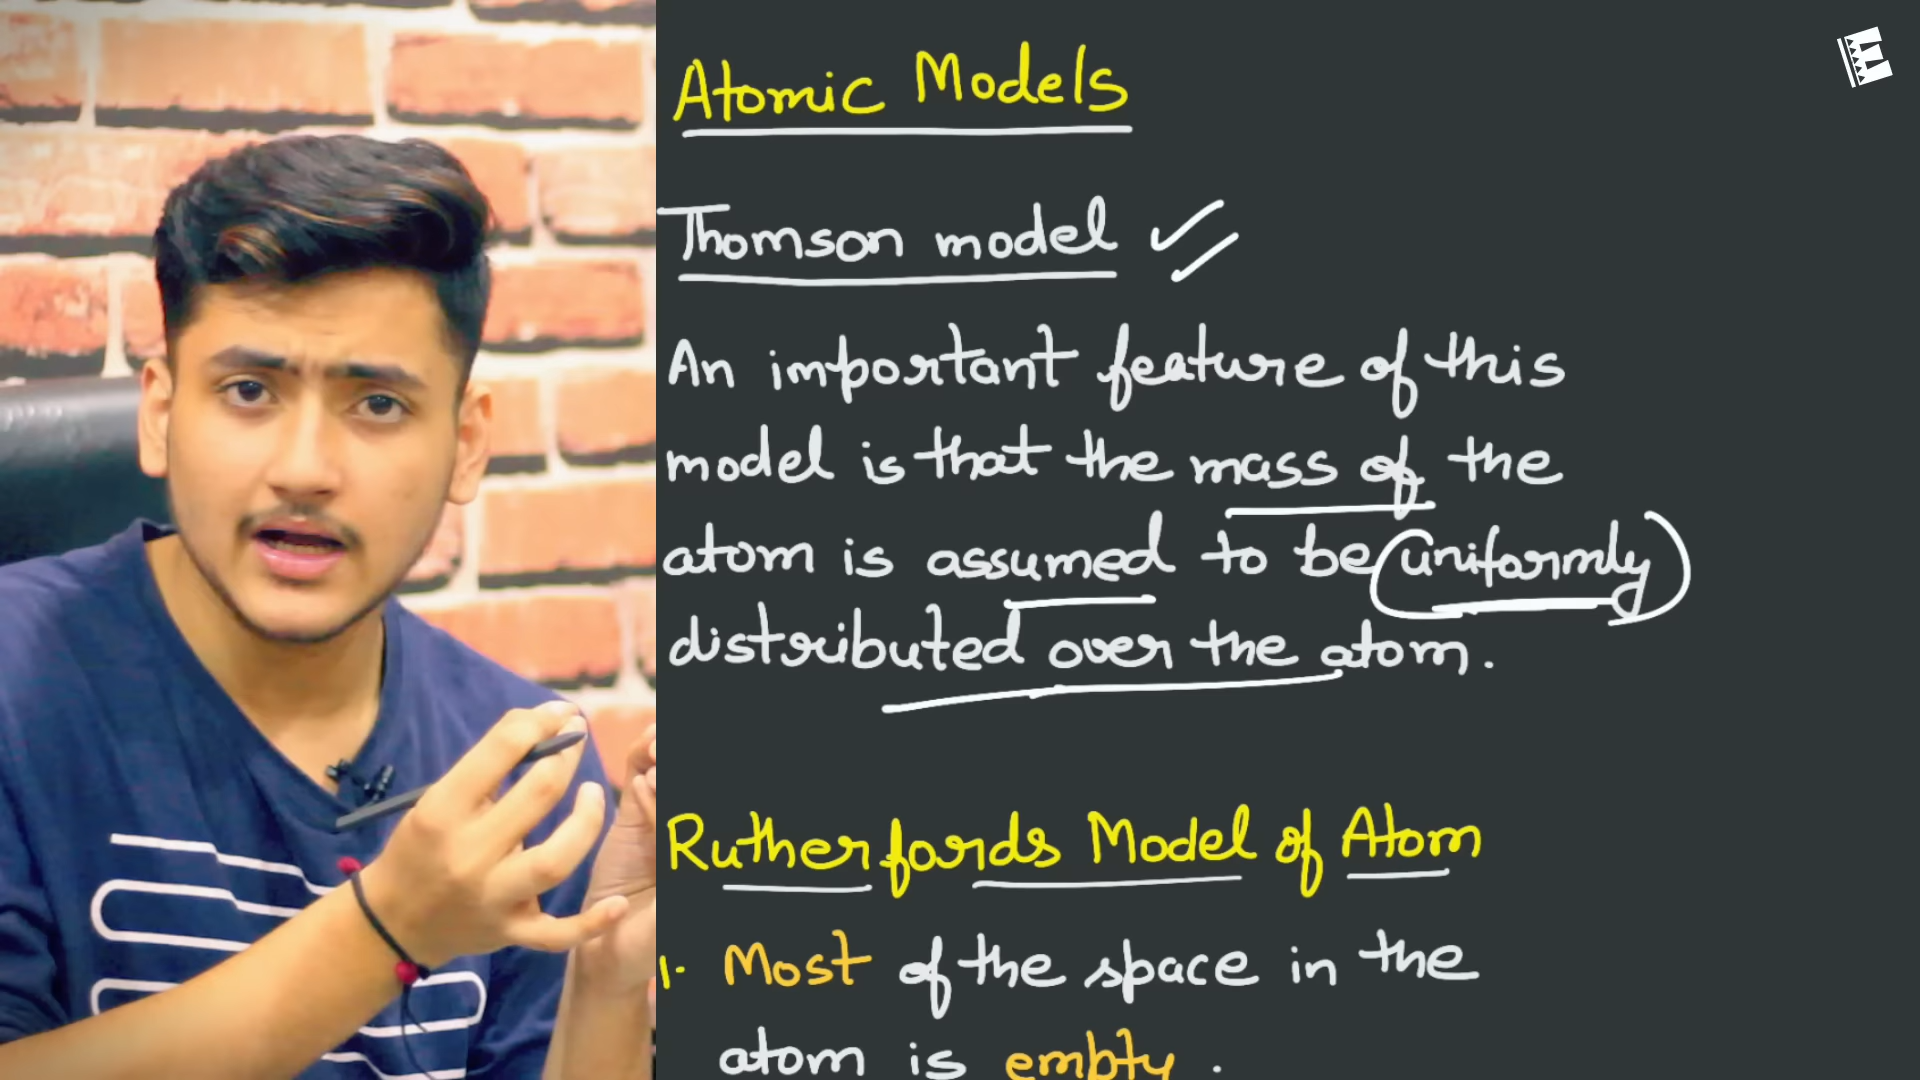 Atomic Models
Thomson model
An important feature of this
model is that the mass of the
atom is assumed to be uniformly
distributed over the atom.
Rutherfords Model of Atom
1. Most of the space in the
atom is empty.